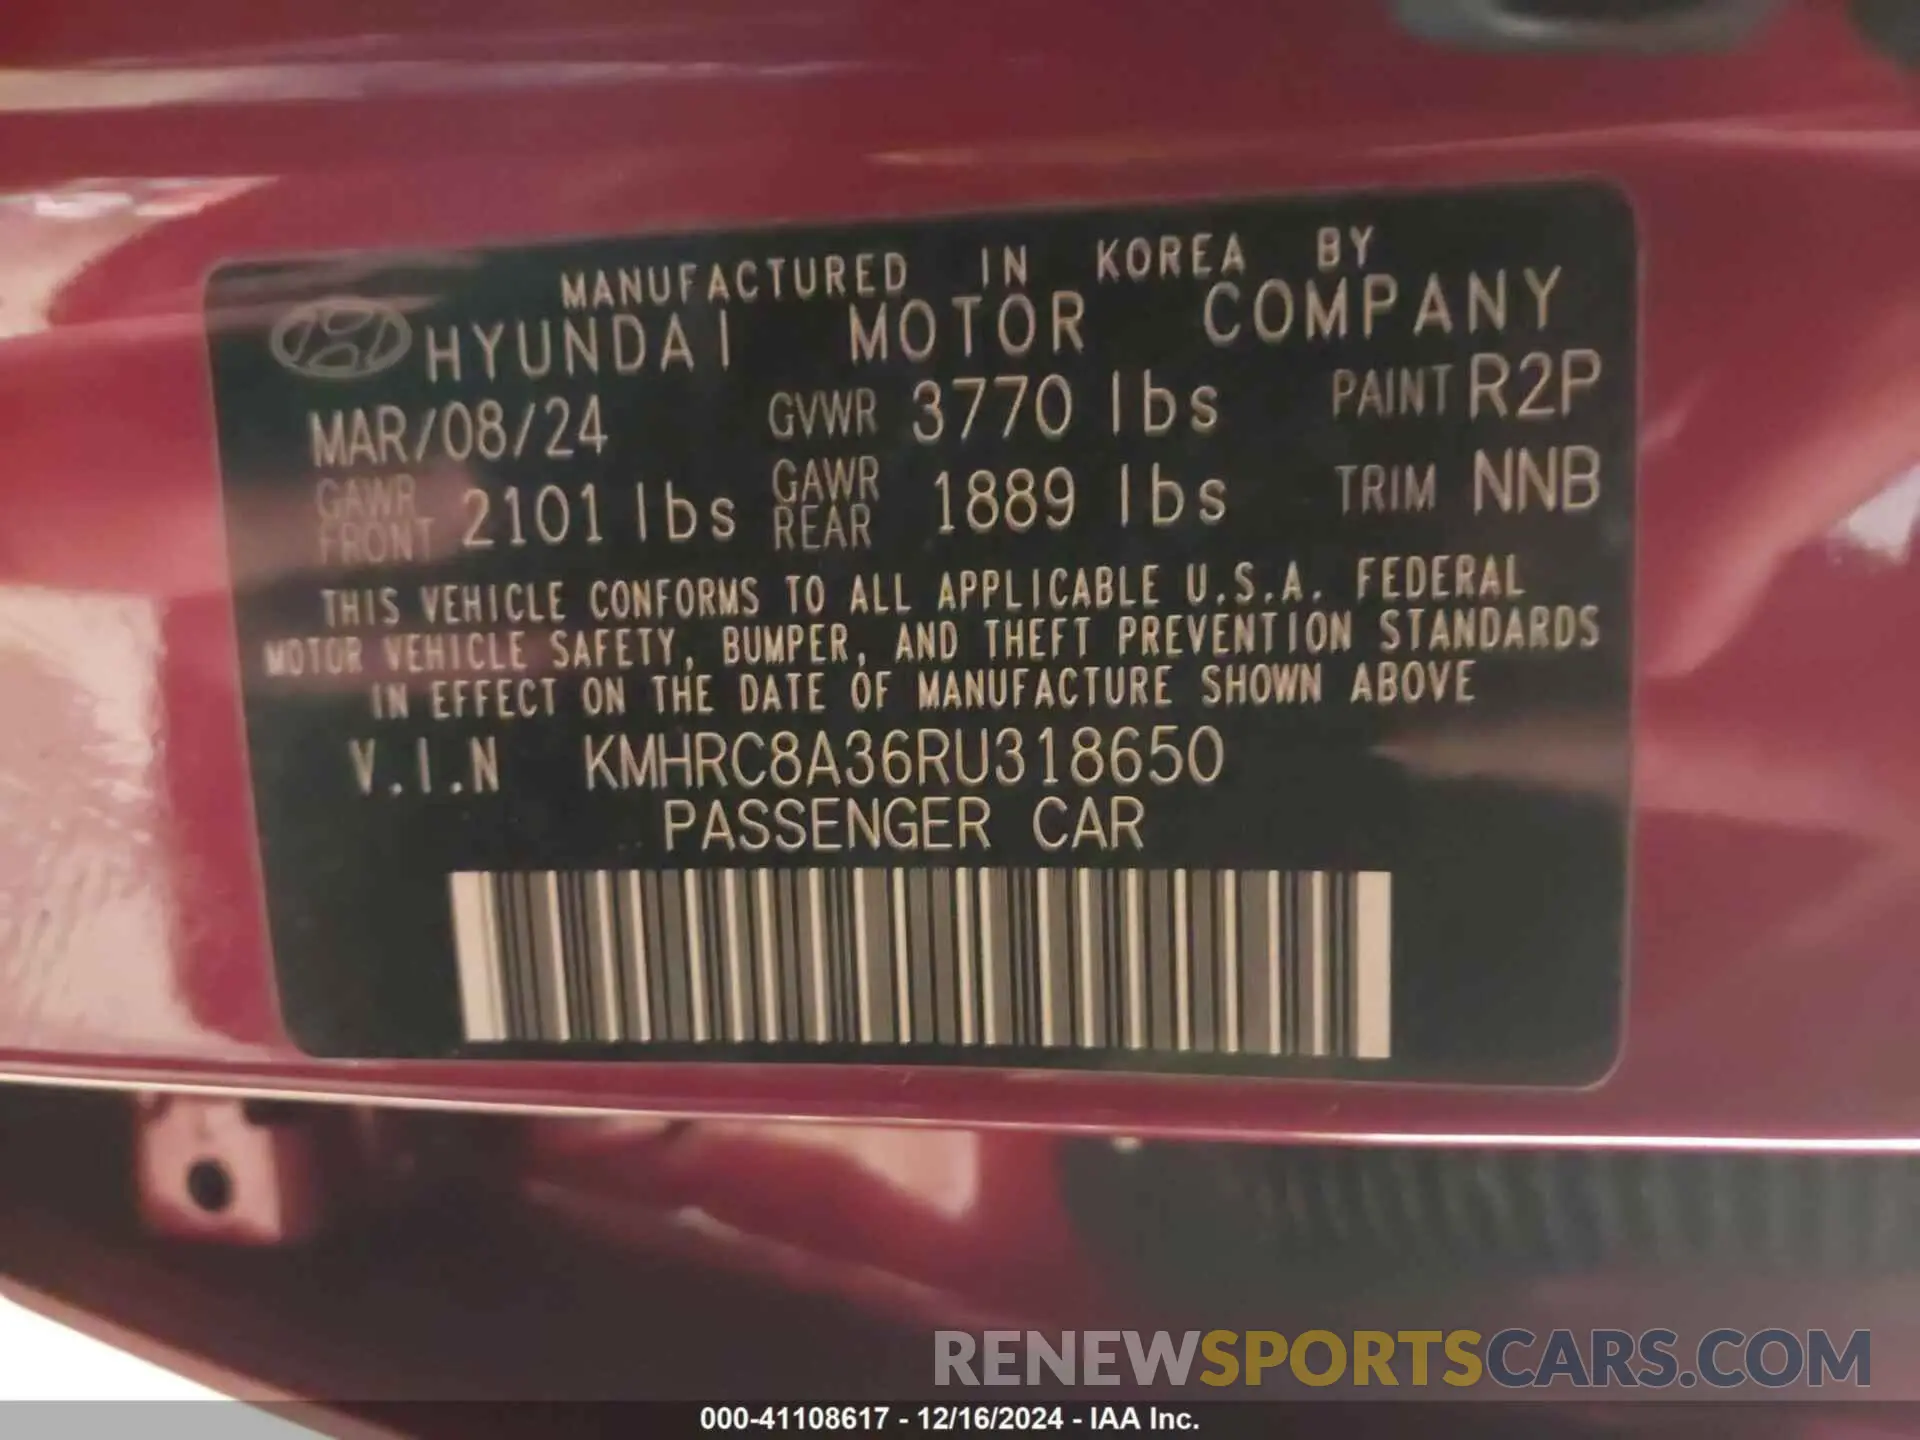 MANUFACTURED IN KOREA BY
HYUNDAI MOTOR COMPANY
MAR/08/24 GVWR 3770 lbs PAINT R2P
GAWR FRONT 2101 lbs GAWR REAR 1889 lbs TRIM NNB
THIS VEHICLE CONFORMS TO ALL APPLICABLE U.S.A. FEDERAL
MOTOR VEHICLE SAFETY, BUMPER, AND THEFT PREVENTION STANDARDS
IN EFFECT ON THE DATE OF MANUFACTURE SHOWN ABOVE
V.I.N KMHRC8A36RU318650
PASSENGER CAR
RENEWSPORTSCARS.COM
000-41108617 - 12/16/2024 - IAA Inc.